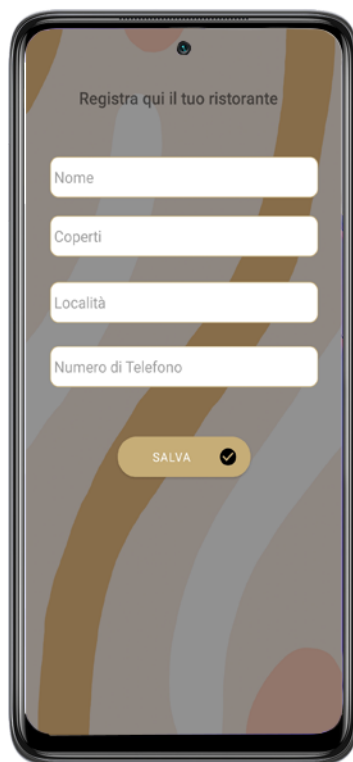 Registra qui il tuo ristorante
Nome
Coperti
Località
Numero di Telefono
SALVA